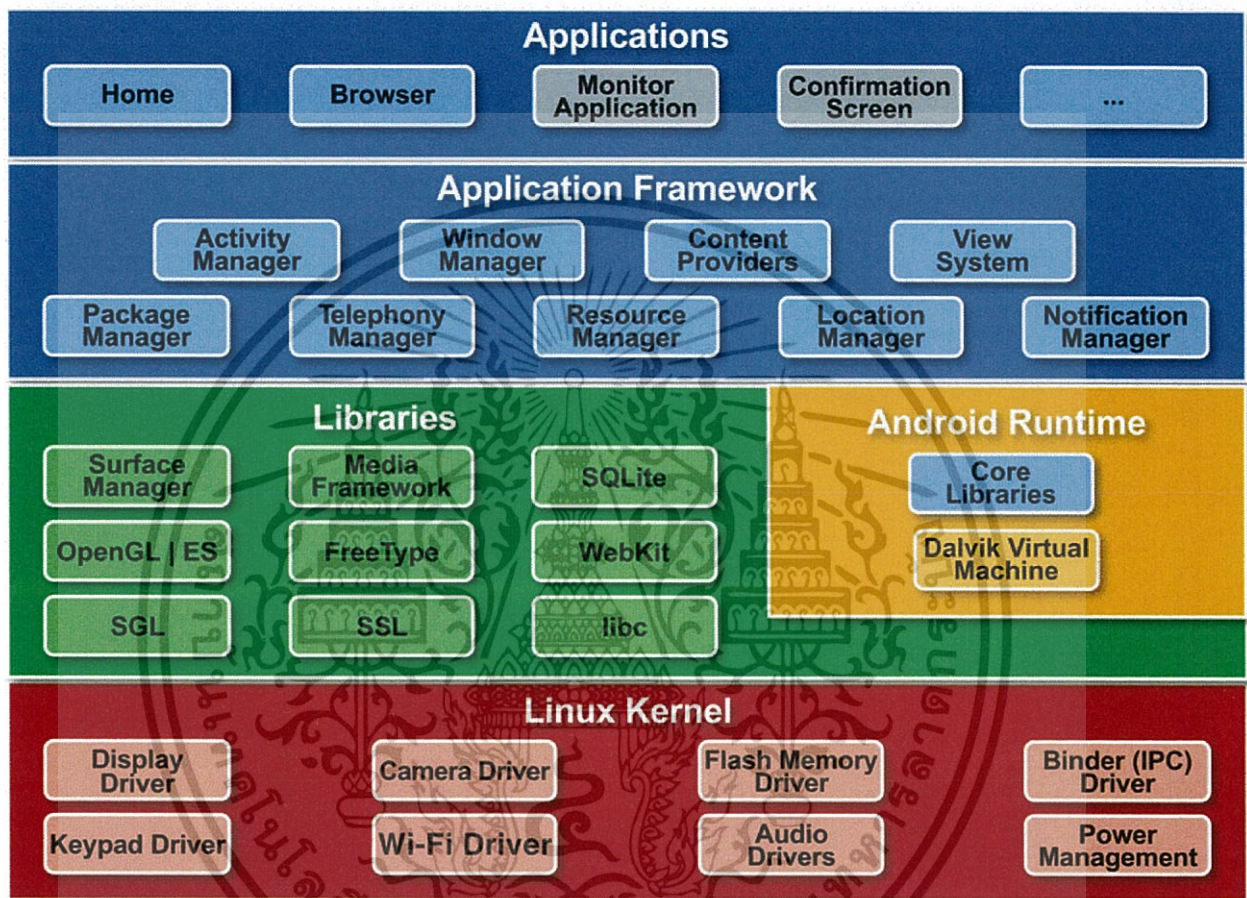 Applications
Home
Browser
Monitor
Application
Confirmation
Screen
...
Application Framework
Activity
Manager
Window
Manager
Content
Providers
View
System
Package
Manager
Telephony
Manager
Resource
Manager
Location
Manager
Notification
Manager
Libraries
Surface
Manager
Media
Framework
SQLite
OpenGL | ES
FreeType
WebKit
SGL
SSL
libc
Android Runtime
Core
Libraries
Dalvik Virtual
Machine
Linux Kernel
Display
Driver
Camera Driver
Flash Memory
Driver
Binder (IPC)
Driver
Keypad Driver
Wi-Fi Driver
Audio
Drivers
Power
Management